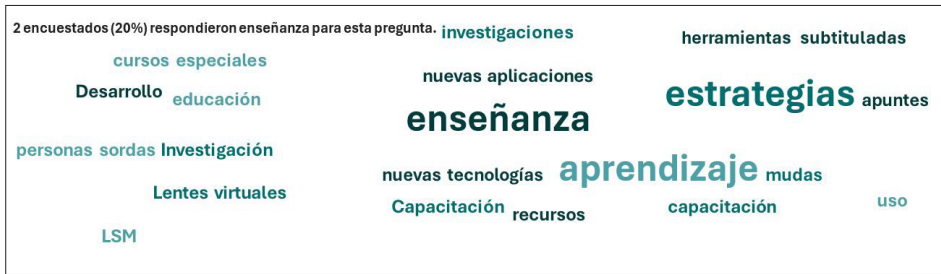 2 encuestados (20%) respondieron enseñanza para esta pregunta.
investigaciones
herramientas subtituladas
cursos especiales
nuevas aplicaciones
Desarrollo
educación
estrategias
apuntes
enseñanza
personas sordas
Investigación
nuevas tecnologías
aprendizaje
mudas
Lentes virtuales
Capacitación
recursos
capacitación
uso
LSM